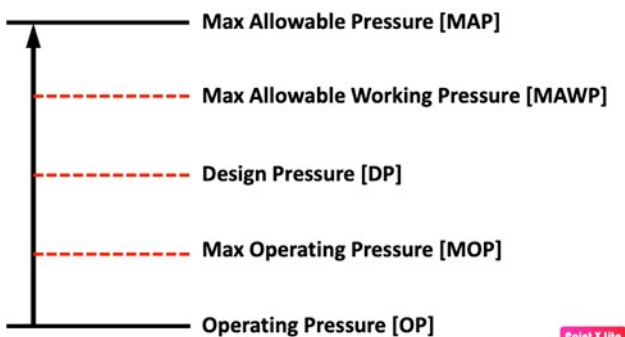 Max Allowable Pressure [MAP]
Max Allowable Working Pressure [MAWP]
Design Pressure [DP]
Max Operating Pressure [MOP]
Operating Pressure [OP]